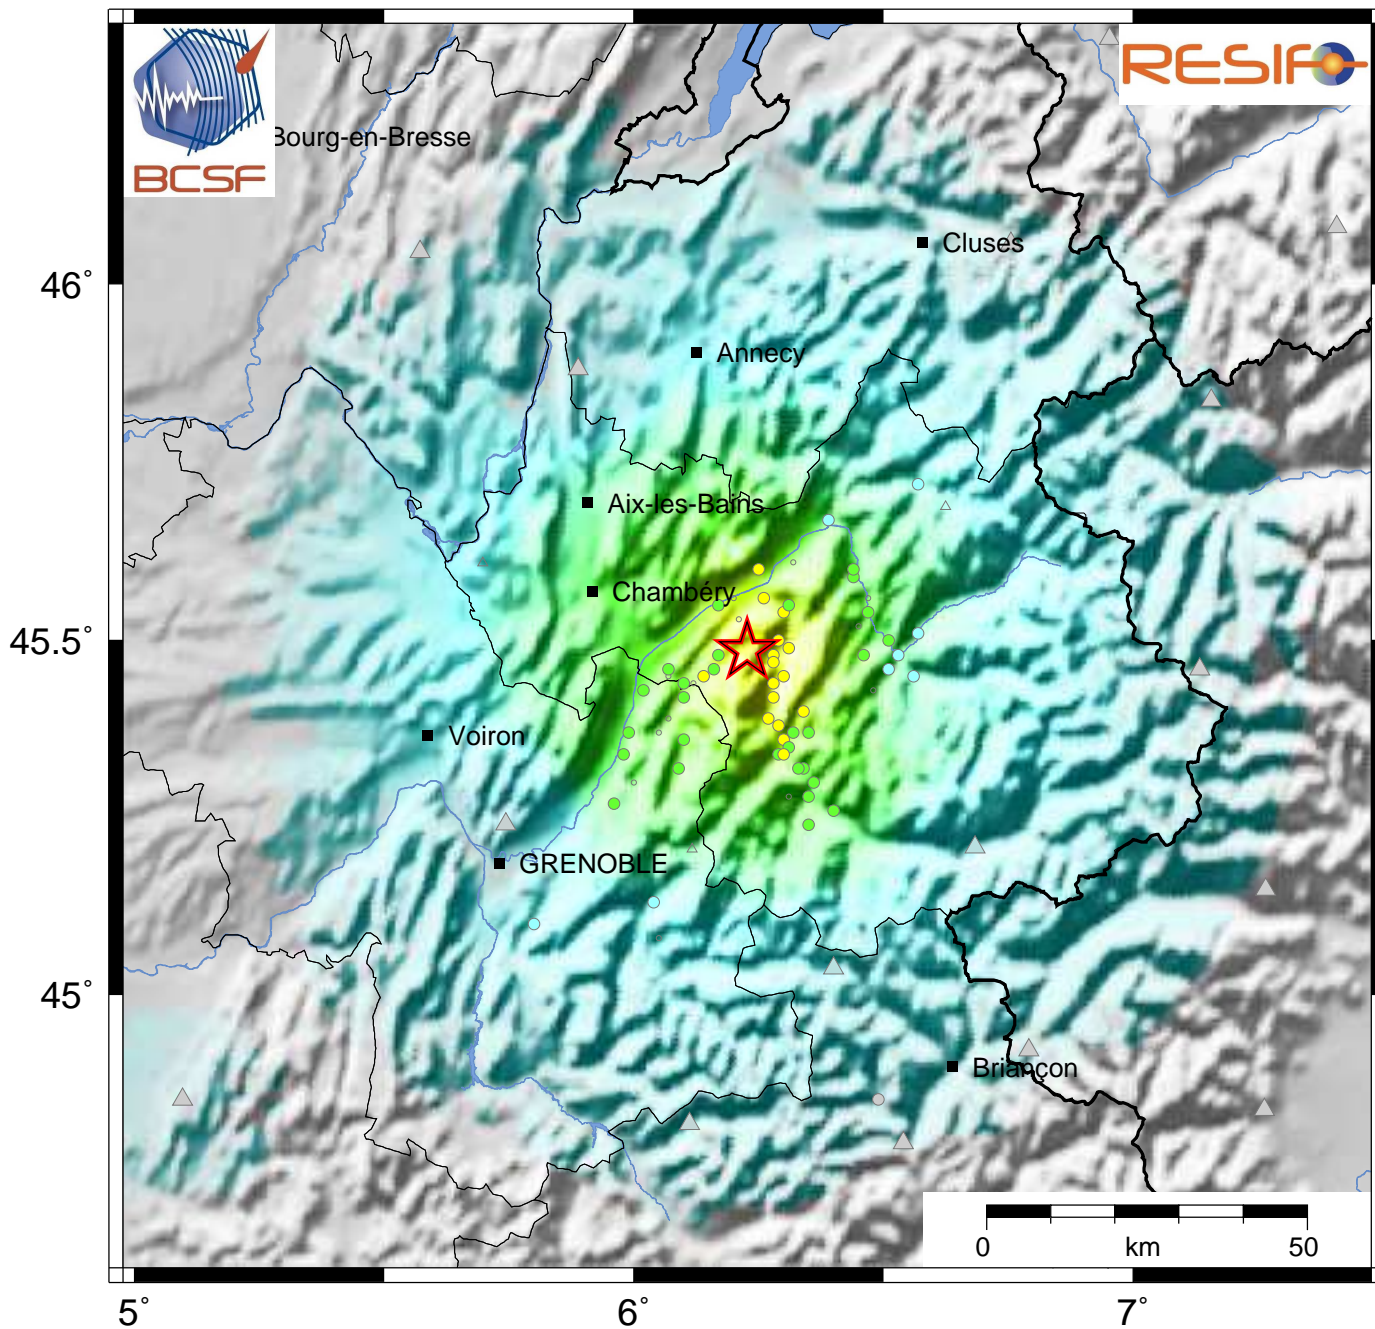 BCSF
RESIF
Bourg-en-Bresse
Cluses
46°
Annecy
Aix-les-Bains
Chambéry
45.5°
Voiron
GRENOBLE
45°
Briançon
0 km 50
5° 6° 7°